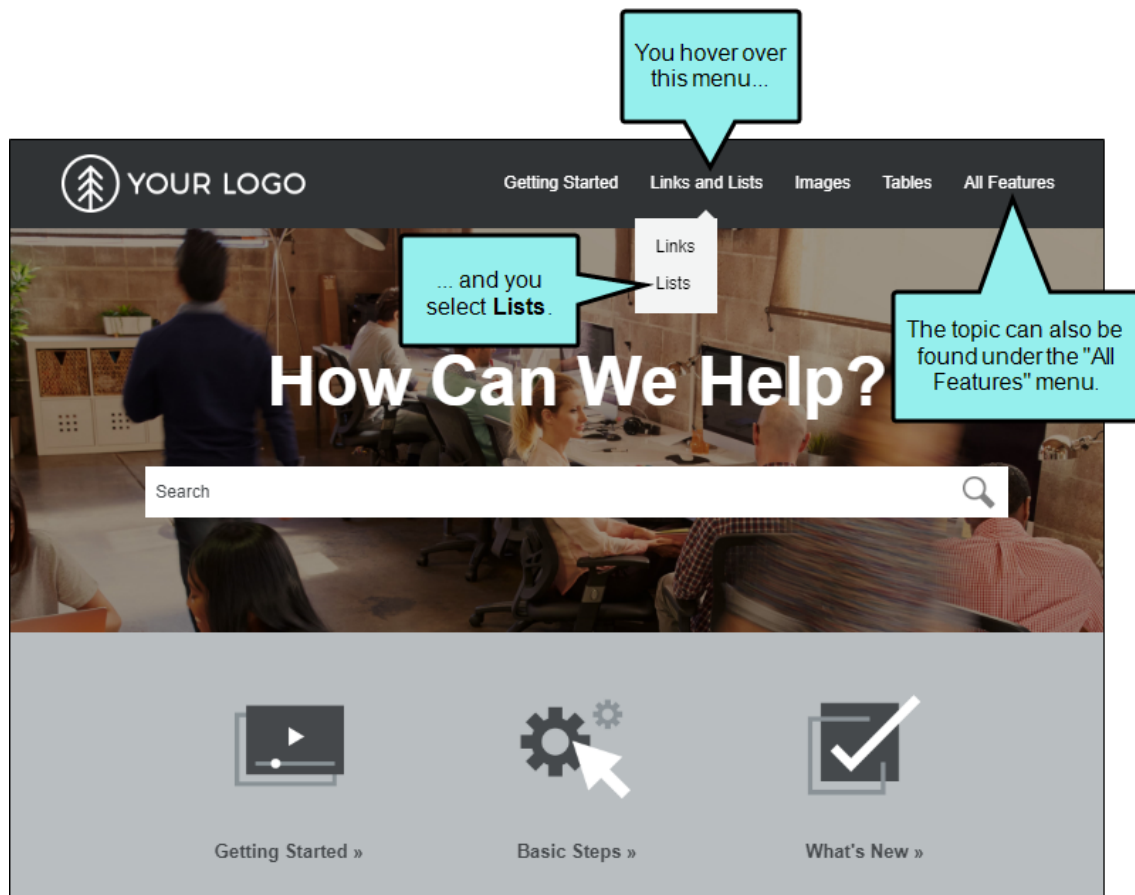 You hover over
this menu...
YOUR LOGO
Getting Started
Links and Lists
Images
Tables
All Features
Links
Lists
... and you
select Lists.
The topic can also be
found under the "All
Features" menu.
How Can We Help?
Search
Getting Started »
Basic Steps »
What's New »